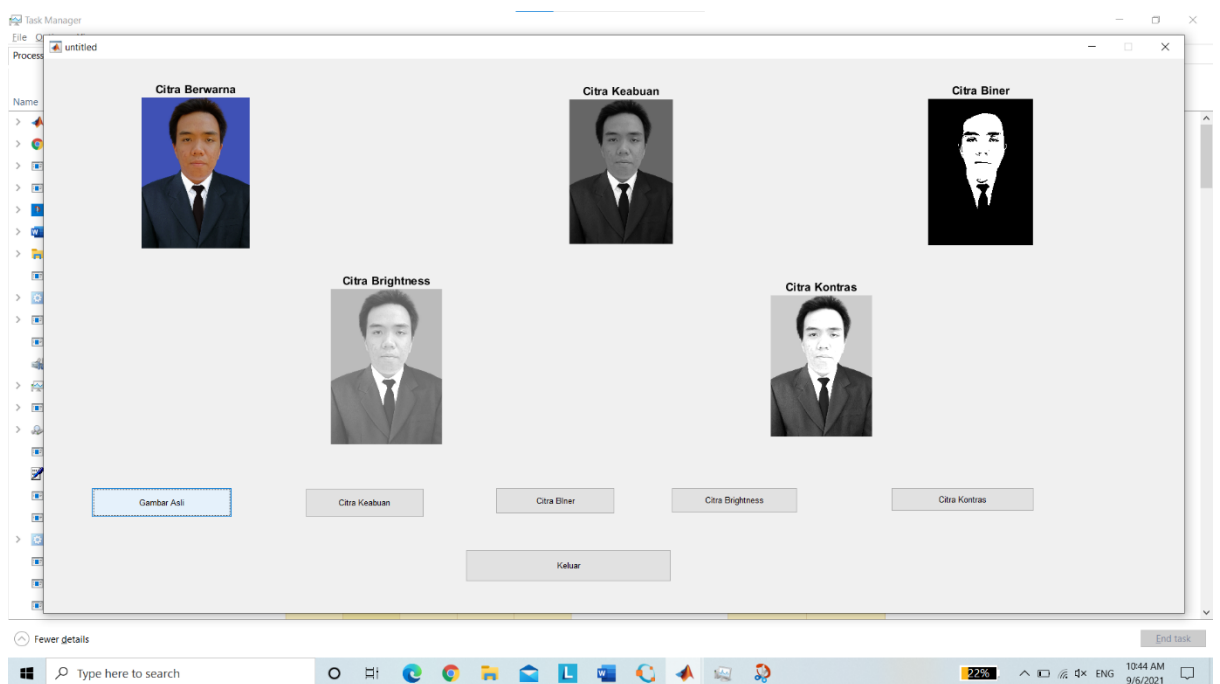 Task Manager
File
untitled
Process
Name
Citra Berwarna
Citra Keabuan
Citra Biner
Citra Brightness
Citra Kontras
Gambar Asli
Citra Keabuan
Citra BIner
Citra Brightness
Citra Kontras
Keluar
Fewer details
End task
Type here to search
22%
ENG
10:44 AM
9/6/2021